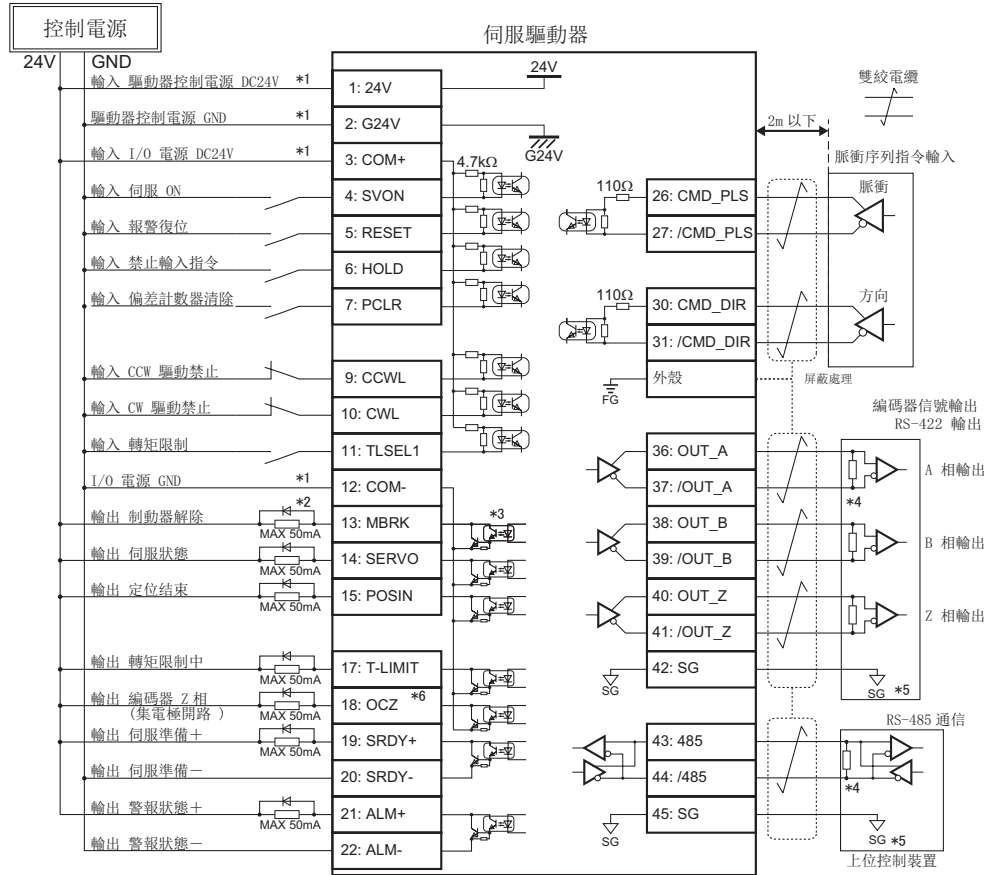 控制電源
24V GND
伺服驅動器
輸入 驅動器控制電源 DC24V *1
1: 24V
24V
驅動器控制電源 GND *1
2: G24V
G24V
輸入 I/O 電源 DC24V *1
3: COM+
4.7kΩ
輸入 伺服 ON
4: SVON
輸入 報警復位
5: RESET
輸入 禁止輸入指令
6: HOLD
輸入 偏差計數器清除
7: PCLR
輸入 CCW 驅動禁止
9: CCWL
輸入 CW 驅動禁止
10: CWL
輸入 轉矩限制
11: TLSEL1
I/O 電源 GND *1
12: COM-
輸出 制動器解除 *2
MAX 50mA
13: MBRK
*3
輸出 伺服狀態
MAX 50mA
14: SERVO
輸出 定位结束
MAX 50mA
15: POSIN
輸出 轉矩限制中
MAX 50mA
17: T-LIMIT
輸出 編碼器 Z 相
(集電極開路 )
MAX 50mA
18: OCZ *6
輸出 伺服準備＋
MAX 50mA
19: SRDY+
輸出 伺服準備－
20: SRDY-
輸出 警報狀態＋
MAX 50mA
21: ALM+
輸出 警報狀態－
22: ALM-
雙絞電纜
2m 以下
脈衝序列指令輸入
110Ω
26: CMD_PLS
27: /CMD_PLS
脈衝
110Ω
30: CMD_DIR
31: /CMD_DIR
方向
外殼
FG
屏蔽處理
編碼器信號輸出
RS-422 輸出
36: OUT_A
37: /OUT_A
*4
A 相輸出
38: OUT_B
39: /OUT_B
B 相輸出
40: OUT_Z
41: /OUT_Z
Z 相輸出
42: SG
SG
SG *5
RS-485 通信
43: 485
44: /485
*4
45: SG
SG
SG *5
上位控制裝置